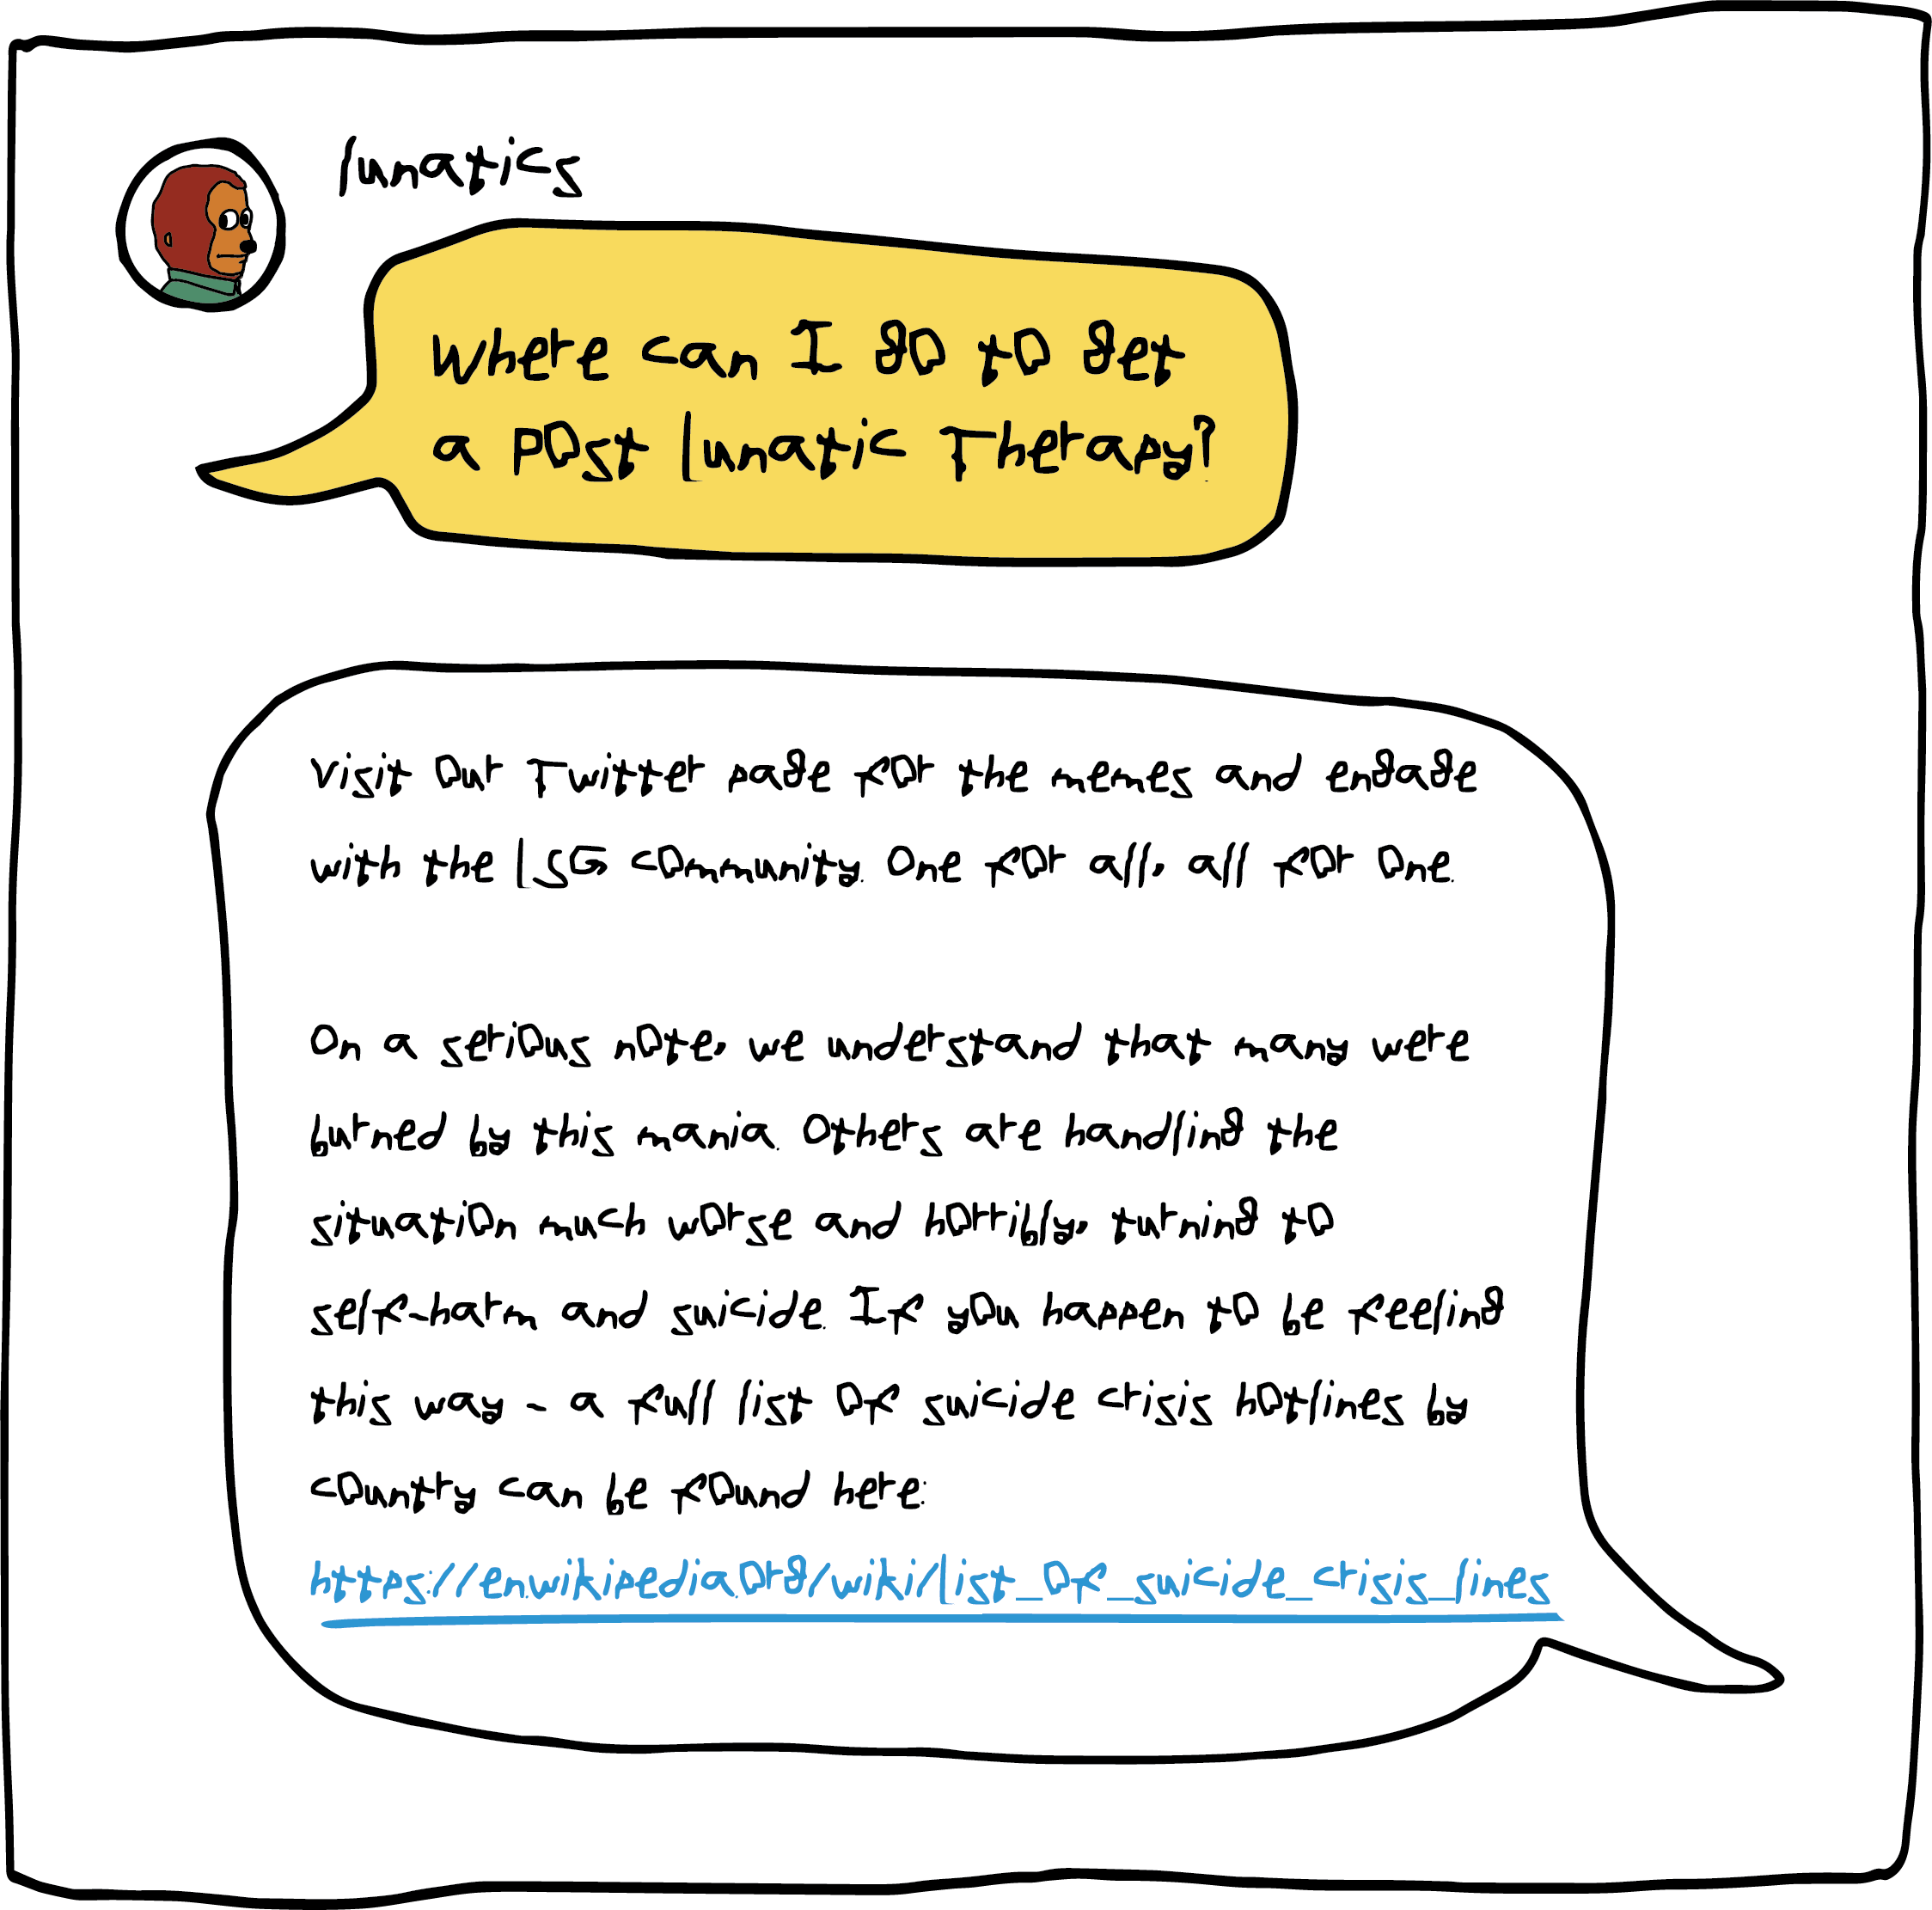 lunatics
Where can I go to get
a post Lunatic Therapy?
Visit our Twitter page for the memes and engage
with the LSG community. One for all, all for one.
On a serious note, we understand that many were
burned by this mania. Others are handling the
situation much worse and horribly, turning to
self-harm and suicide. If you happen to be feeling
this way - a full list of suicide crisis hotlines by
country can be found here:
https://en.wikipedia.org/wiki/List_of_suicide_crisis_lines